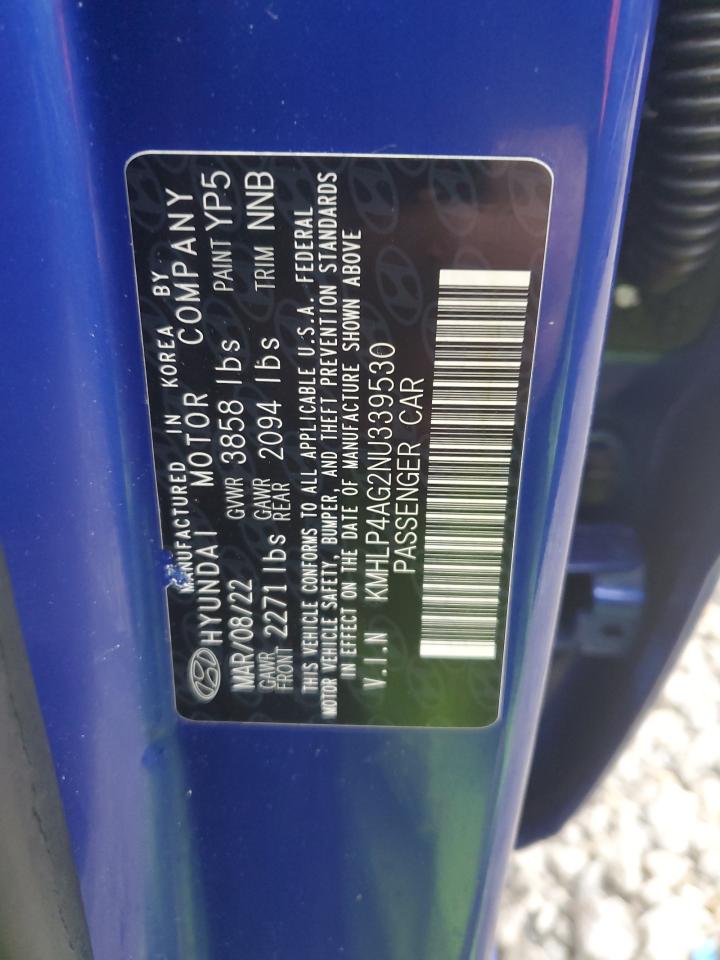 MANUFACTURED IN KOREA BY
HYUNDAI MOTOR COMPANY
MAR/08/22 GVWR 3858 lbs PAINT YP5
GAWR FRONT 2271 lbs GAWR REAR 2094 lbs TRIM NNB
THIS VEHICLE CONFORMS TO ALL APPLICABLE U.S.A. FEDERAL
MOTOR VEHICLE SAFETY, BUMPER, AND THEFT PREVENTION STANDARDS
IN EFFECT ON THE DATE OF MANUFACTURE SHOWN ABOVE
V.I.N KMHLP4AG2NU339530
PASSENGER CAR